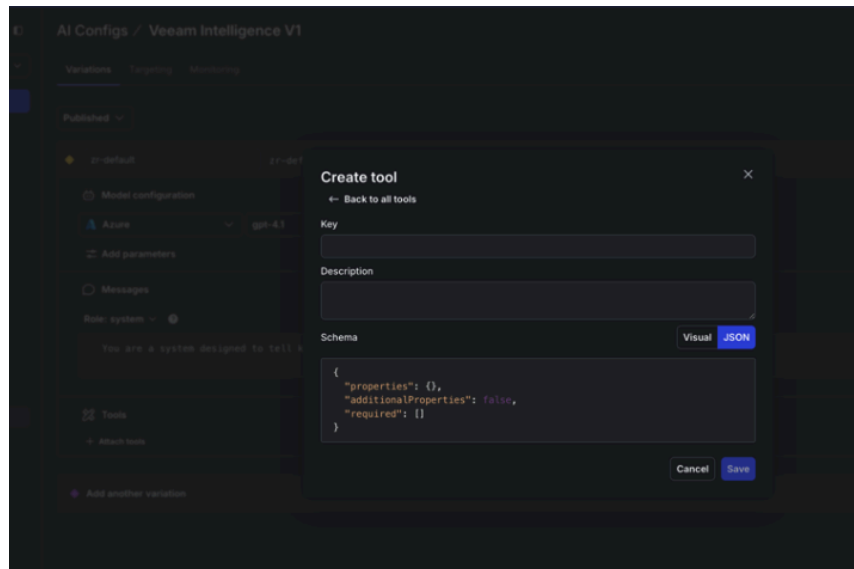 AI Configs / Veeam Intelligence V1
Variations Targeting Monitoring
Published
zr-default
Create tool
← Back to all tools
Model configuration
Key
Azure gpt-4.1
Add parameters
Description
Messages
Role: system
Schema
Visual JSON
You are a system designed to tell
{
"properties": {},
"additionalProperties": false,
"required": []
}
Tools
+ Attach tools
Cancel Save
Add another variation